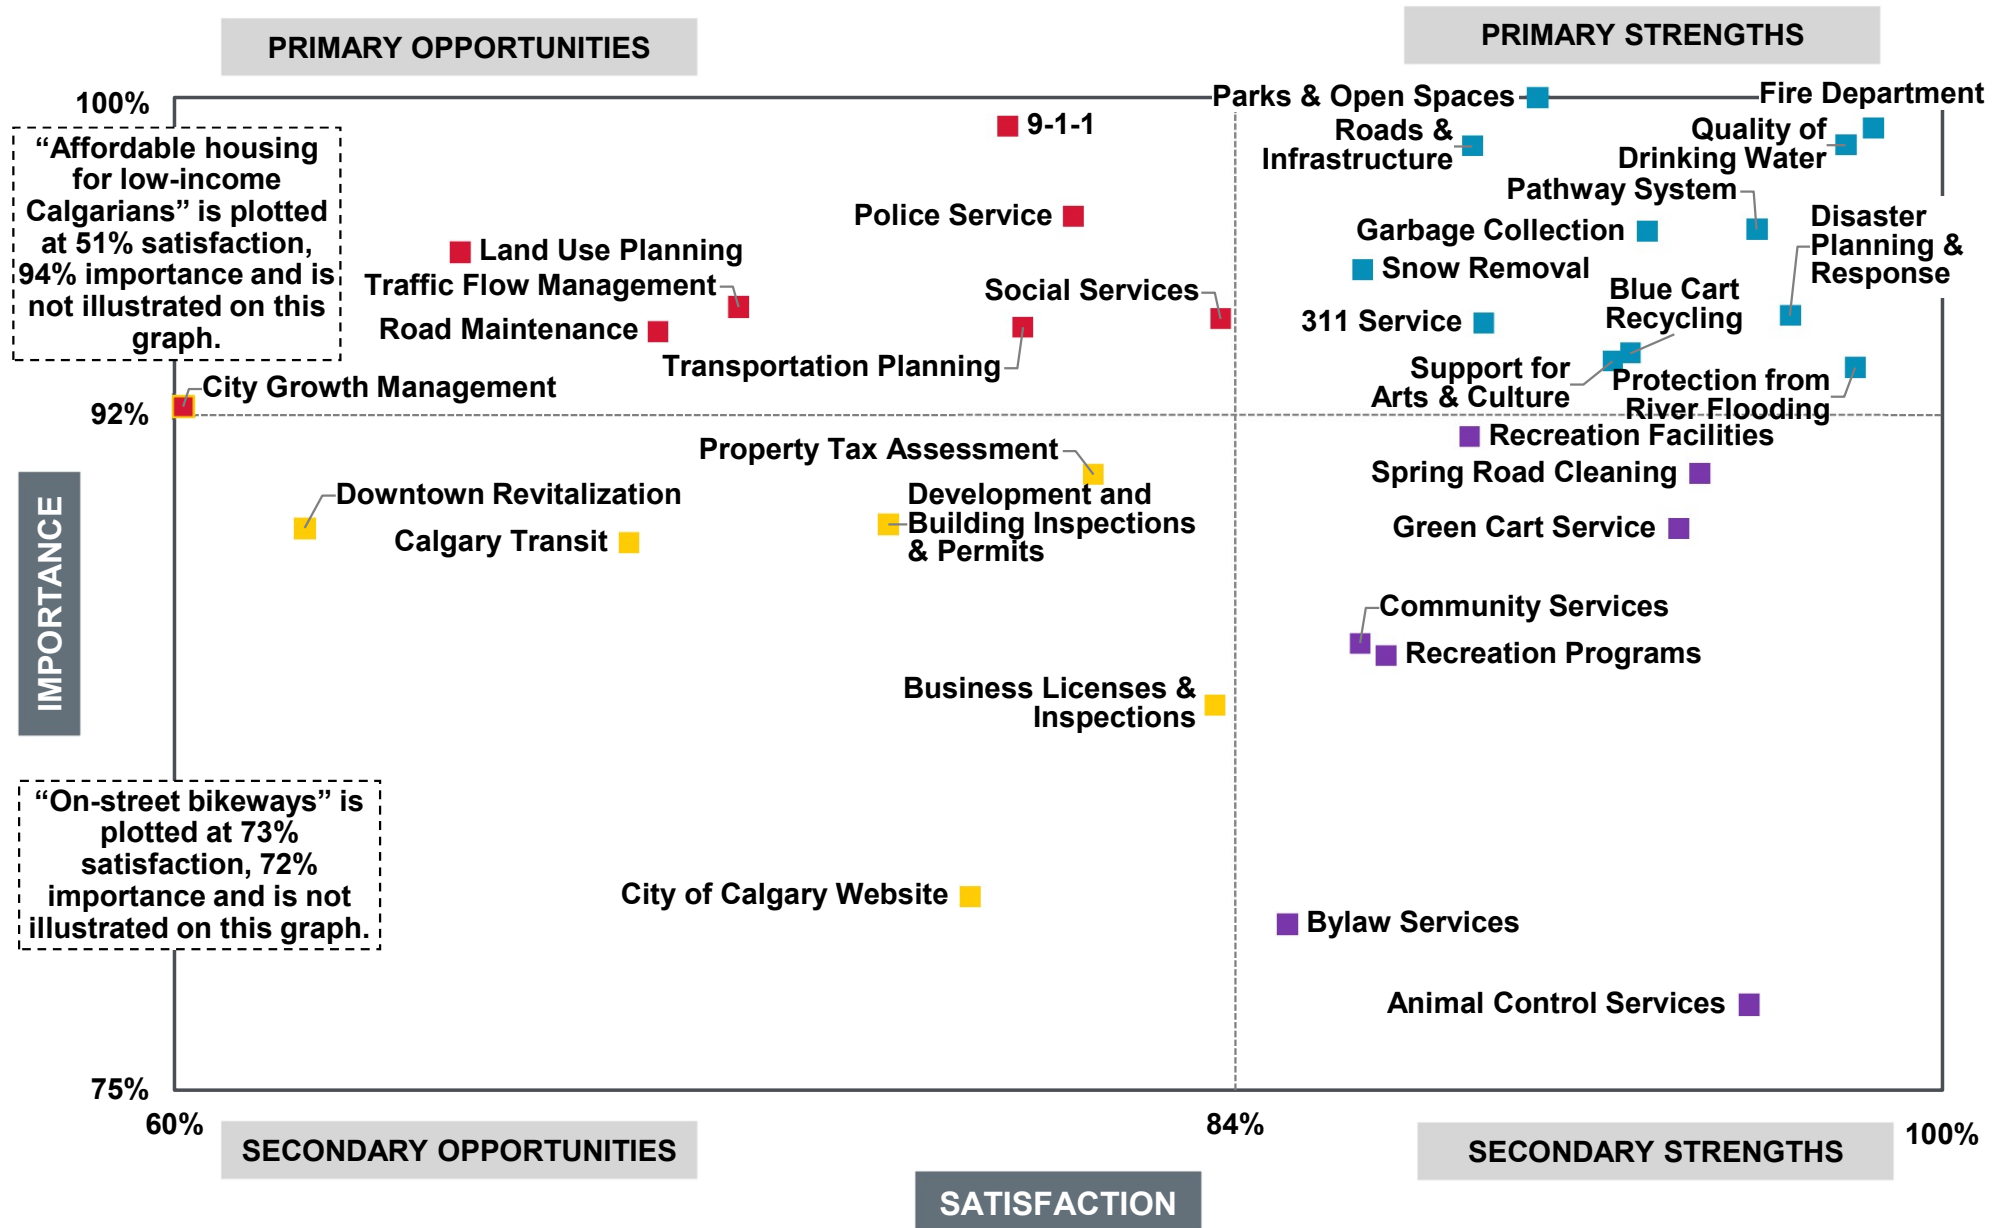 PRIMARY OPPORTUNITIES
PRIMARY STRENGTHS
100%
Parks & Open Spaces
Fire Department
9-1-1
Roads &
Infrastructure
Quality of
Drinking Water
“Affordable housing
for low-income
Calgarians” is plotted
at 51% satisfaction,
94% importance and is
not illustrated on this
graph.
Police Service
Pathway System
Garbage Collection
Disaster
Planning &
Response
Land Use Planning
Snow Removal
Traffic Flow Management
Social Services
Blue Cart
Recycling
Road Maintenance
311 Service
Transportation Planning
Support for
Arts & Culture
Protection from
River Flooding
City Growth Management
92%
Recreation Facilities
Property Tax Assessment
Spring Road Cleaning
Downtown Revitalization
Development and
Building Inspections
& Permits
Calgary Transit
Green Cart Service
IMPORTANCE
Community Services
Recreation Programs
Business Licenses &
Inspections
“On-street bikeways” is
plotted at 73%
satisfaction, 72%
importance and is not
illustrated on this graph.
City of Calgary Website
Bylaw Services
Animal Control Services
75%
60%
84%
100%
SECONDARY OPPORTUNITIES
SECONDARY STRENGTHS
SATISFACTION